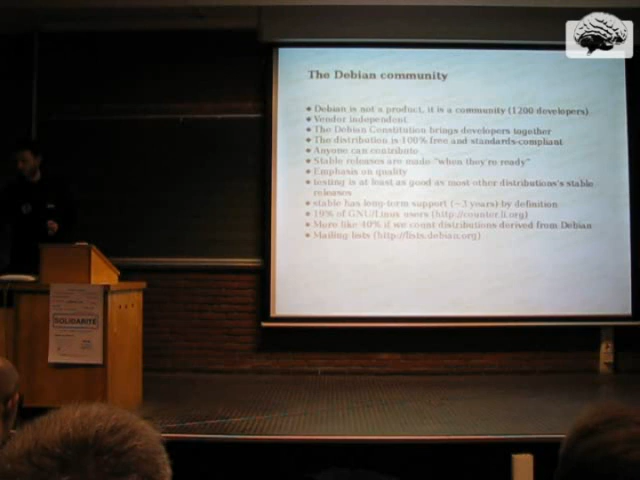 The Debian community
• Debian is not a product, it is a community (1200 developers)
• Vendor independent
• The Debian Constitution brings developers together
• The distribution is 100% free and standards-compliant
• Anyone can contribute
• Stable releases are made "when they're ready"
• Emphasis on quality
• testing is at least as good as most other distributions's stable
releases
• stable has long-term support (~3 years) by definition
• 19% of GNU/Linux users (http://counter.li.org)
• More like 40% if we count distributions derived from Debian
• Mailing lists (http://lists.debian.org)
SOLIDARITÉ